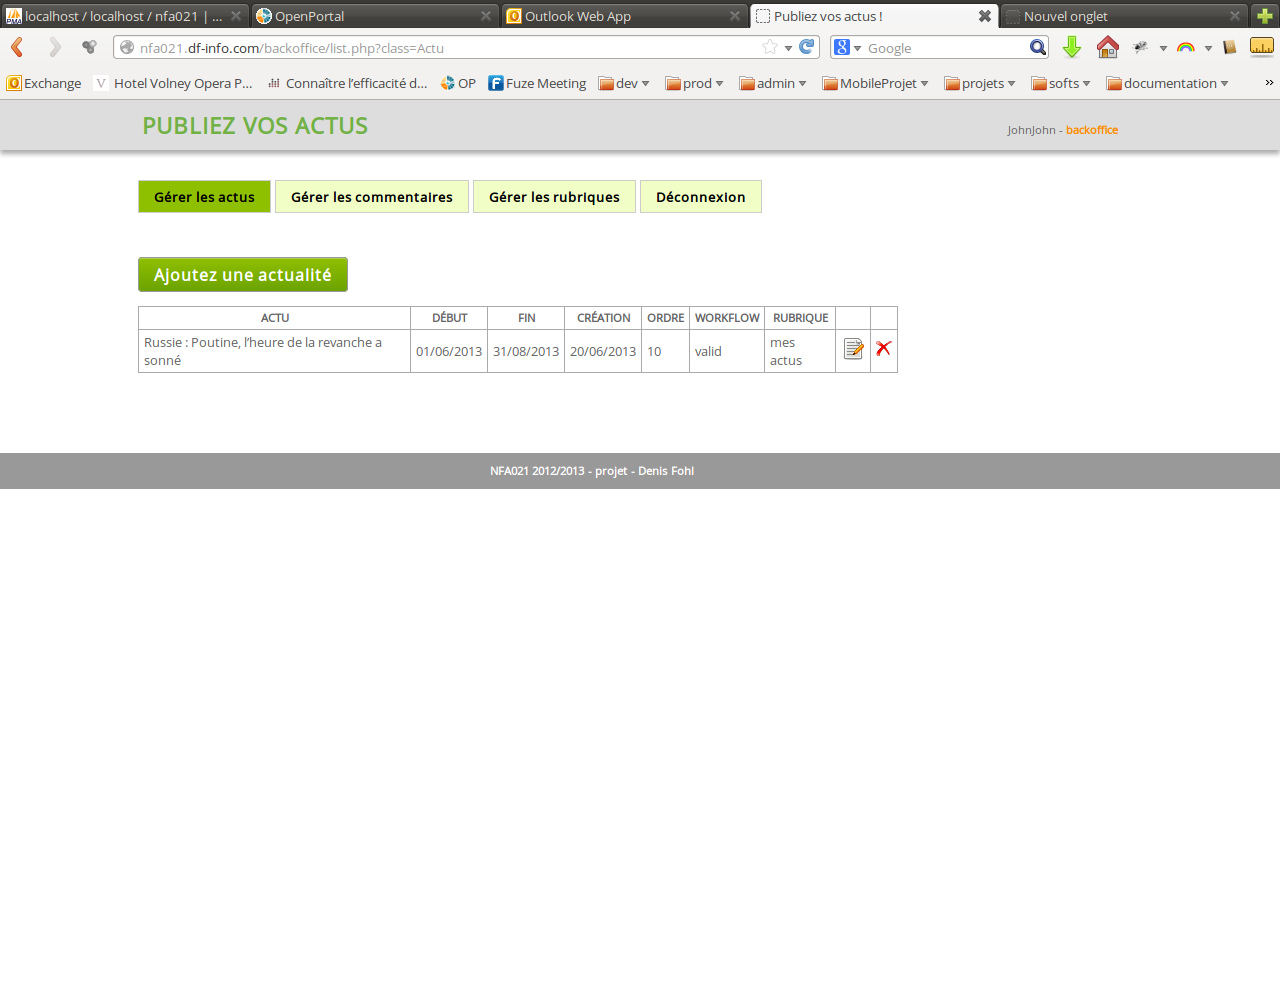 localhost / localhost / nfa021 | ...
OpenPortal
Outlook Web App
Publiez vos actus !
Nouvel onglet
nfa021.df-info.com/backoffice/list.php?class=Actu
Google
Exchange
Hotel Volney Opera P...
Connaître l'efficacité d...
OP
Fuze Meeting
dev
prod
admin
MobileProjet
projets
softs
documentation
»
PUBLIEZ VOS ACTUS
JohnJohn - backoffice
Gérer les actus
Gérer les commentaires
Gérer les rubriques
Déconnexion
Ajoutez une actualité
ACTU DÉBUT FIN CRÉATION ORDRE WORKFLOW RUBRIQUE
Russie : Poutine, l'heure de la revanche a
sonné
01/06/2013 31/08/2013 20/06/2013 10 valid
mes
actus
NFA021 2012/2013 - projet - Denis Fohl